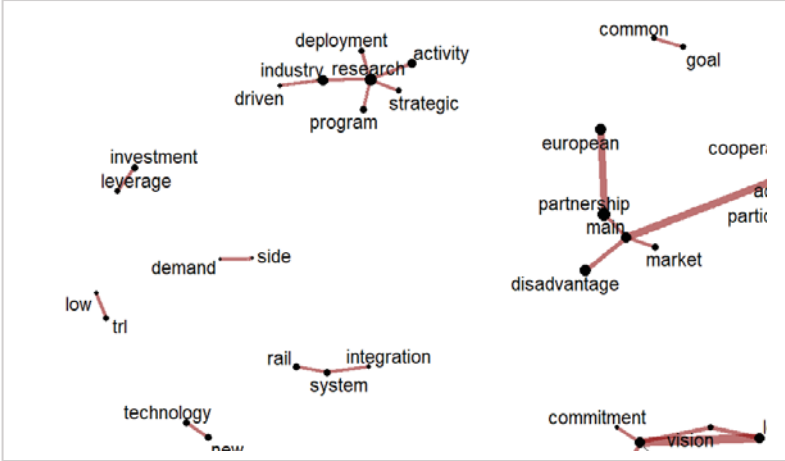 common
deployment
activity
goal
industry
research
driven
strategic
program
european
investment
leverage
partnership
main
demand
side
market
disadvantage
low
trl
rail
integration
system
technology
commitment
vision
new